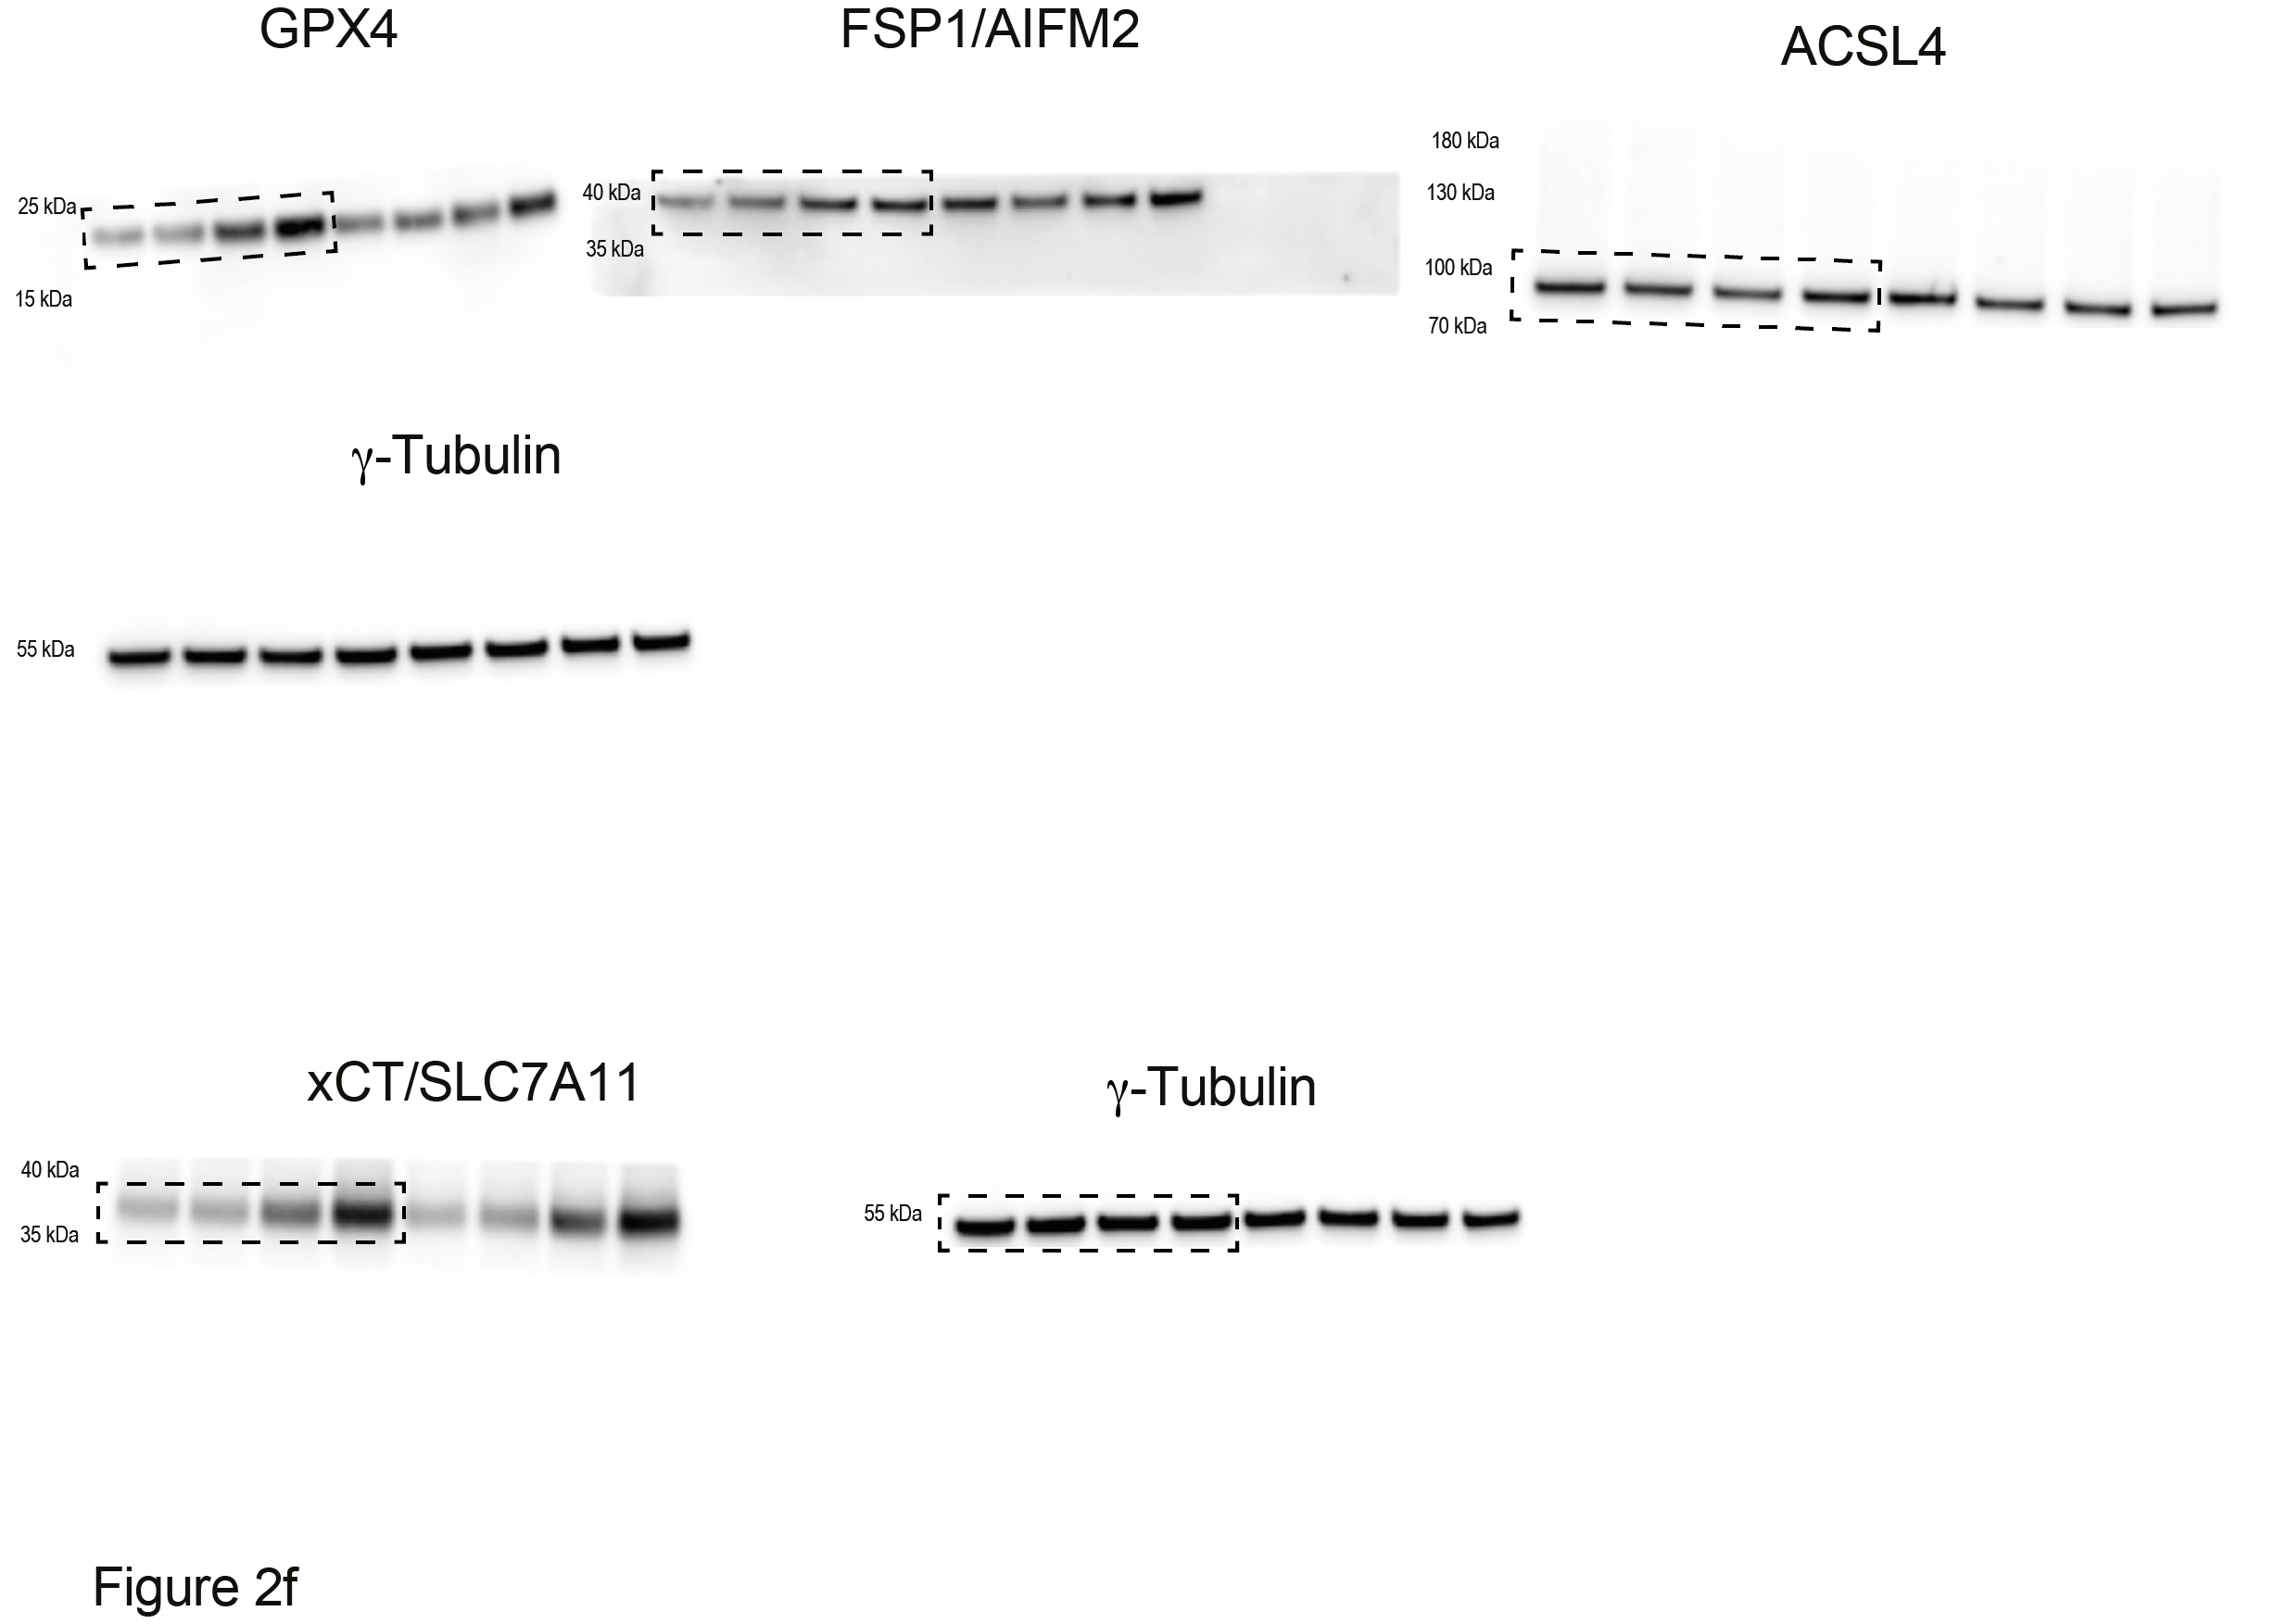 GPX4
FSP1/AIFM2
ACSL4
25 kDa
15 kDa
40 kDa
35 kDa
180 kDa
130 kDa
100 kDa
70 kDa
γ-Tubulin
55 kDa
xCT/SLC7A11
γ-Tubulin
40 kDa
35 kDa
55 kDa
Figure 2f